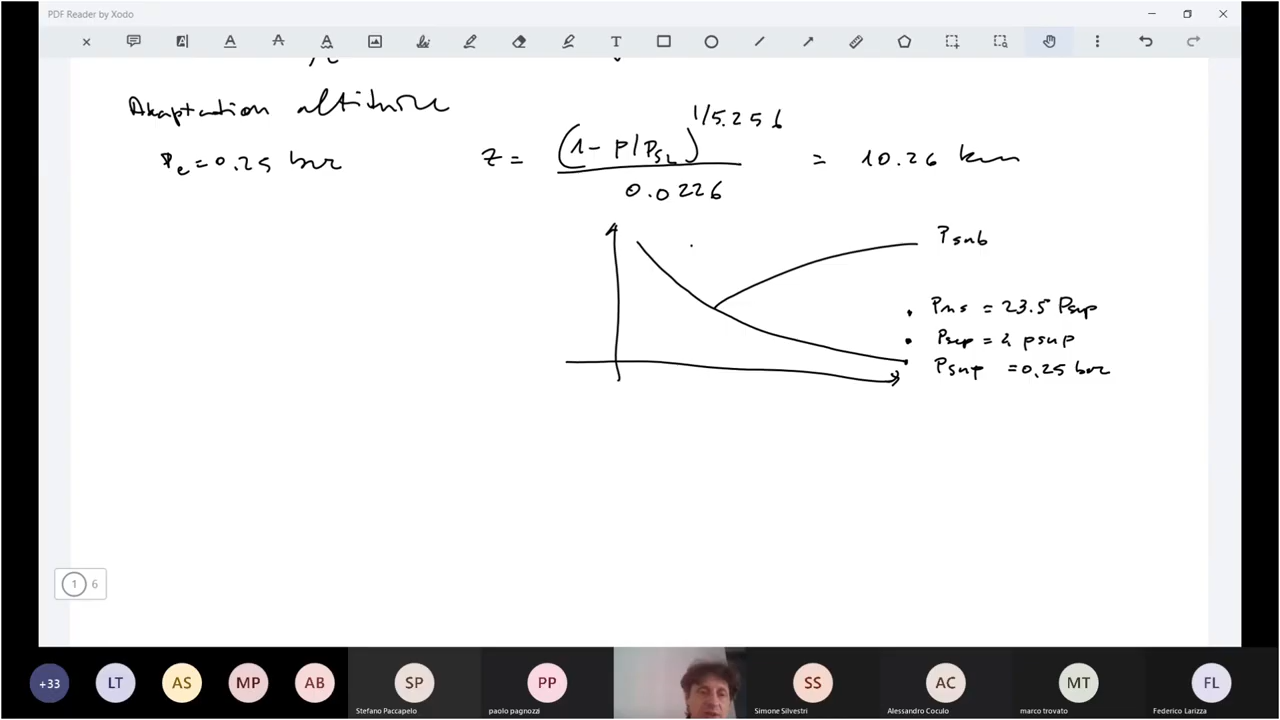 PDF Reader by Xodo
Adaptation altitude
Pe = 0.25 bar
z = (1 - P/PSL)^1/5.256 / 0.0226 = 10.26 km
Psub
• Pns = 23.5 Psup
• Psup = 2 psup
Psup = 0.25 bar
1 6
+33 LT AS MP AB SP PP SS AC MT FL
Stefano Paccapelo paolo pagnozzi Simone Silvestri Alessandro Coculo marco trovato Federico Larizza